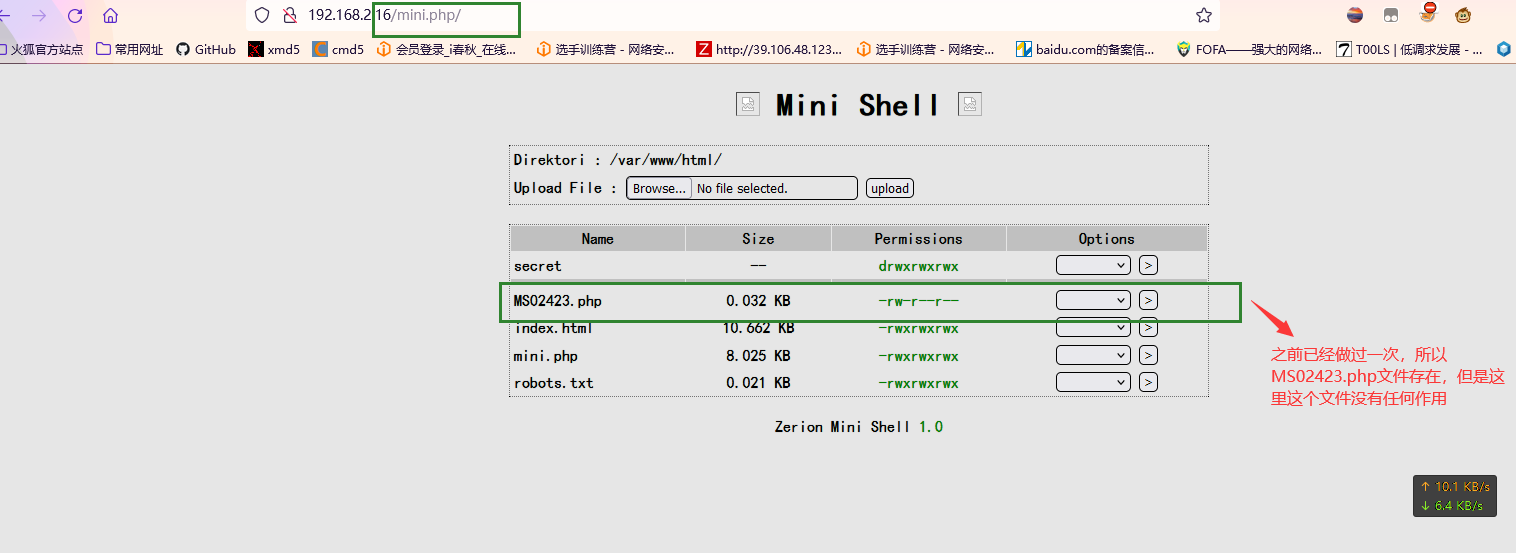 192.168.2.16/mini.php/
火狐官方站点 常用网址 GitHub xmd5 cmd5 会员登录_i春秋_在线... 选手训练营 - 网络安... http://39.106.48.123... 选手训练营 - 网络安... baidu.com的备案信... FOFA——强大的网络... T00LS | 低调求发展 - ...
Mini Shell
Direktori : /var/www/html/
Upload File : Browse... No file selected. upload
Name Size Permissions Options
secret -- drwxrwxrwx >
MS02423.php 0.032 KB -rw-r--r-- >
index.html 10.662 KB -rwxrwxrwx >
mini.php 8.025 KB -rwxrwxrwx >
robots.txt 0.021 KB -rwxrwxrwx >
之前已经做过一次，所以
MS02423.php文件存在，但是这
里这个文件没有任何作用
Zerion Mini Shell 1.0
↑ 10.1 KB/s
↓ 6.4 KB/s